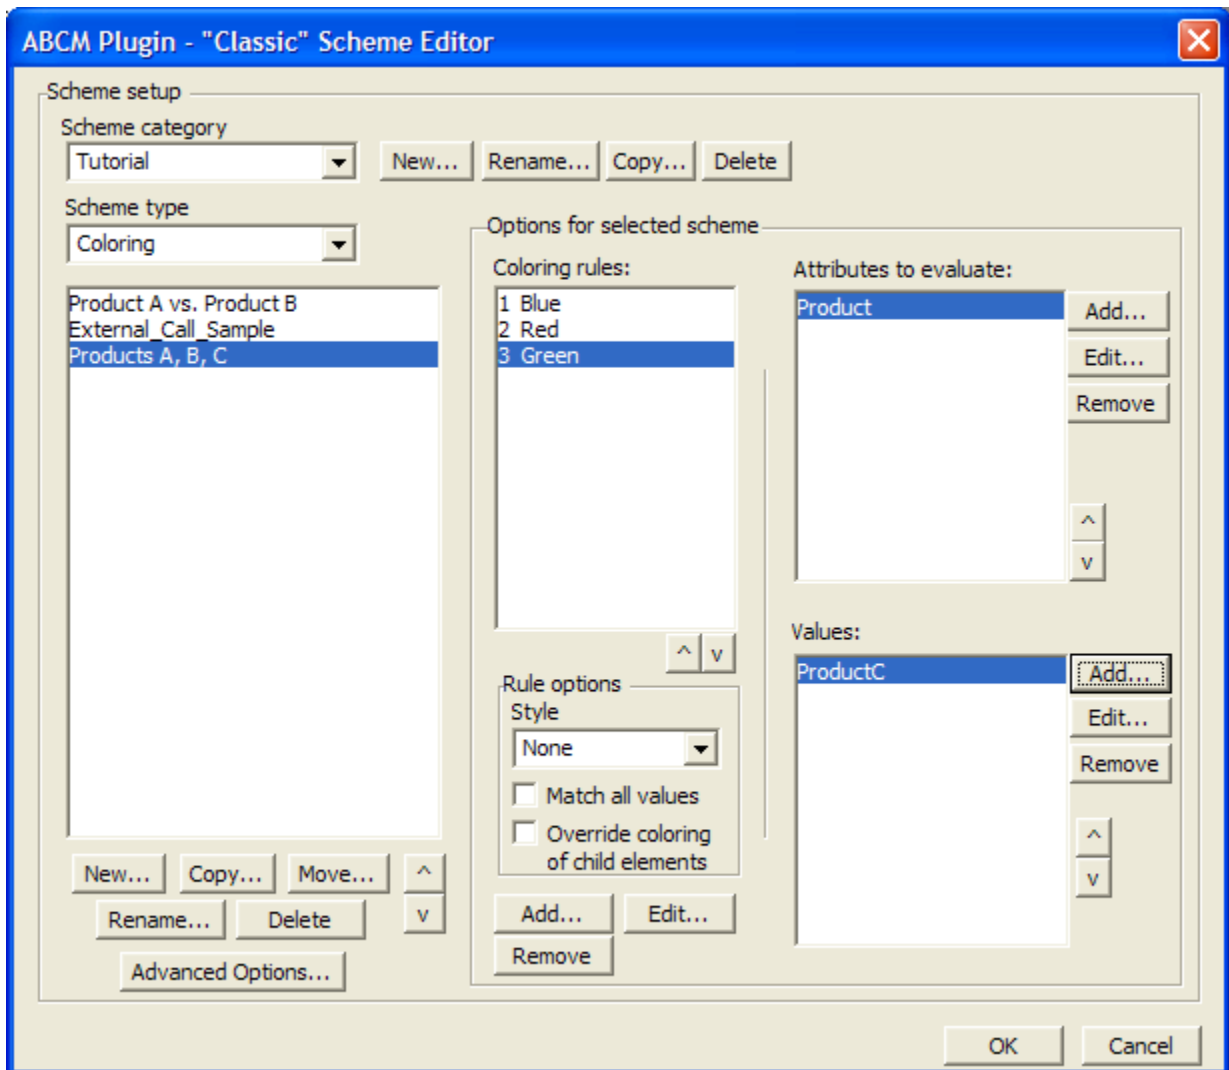 ABCM Plugin - "Classic" Scheme Editor
Scheme setup
Scheme category
Tutorial
New...
Rename...
Copy...
Delete
Scheme type
Coloring
Product A vs. Product B
External_Call_Sample
Products A, B, C
New...
Copy...
Move...
^
Rename...
Delete
v
Advanced Options...
Options for selected scheme
Coloring rules:
1 Blue
2 Red
3 Green
^
v
Rule options
Style
None
Match all values
Override coloring
of child elements
Add...
Edit...
Remove
Attributes to evaluate:
Product
Add...
Edit...
Remove
^
v
Values:
ProductC
Add...
Edit...
Remove
^
v
OK
Cancel